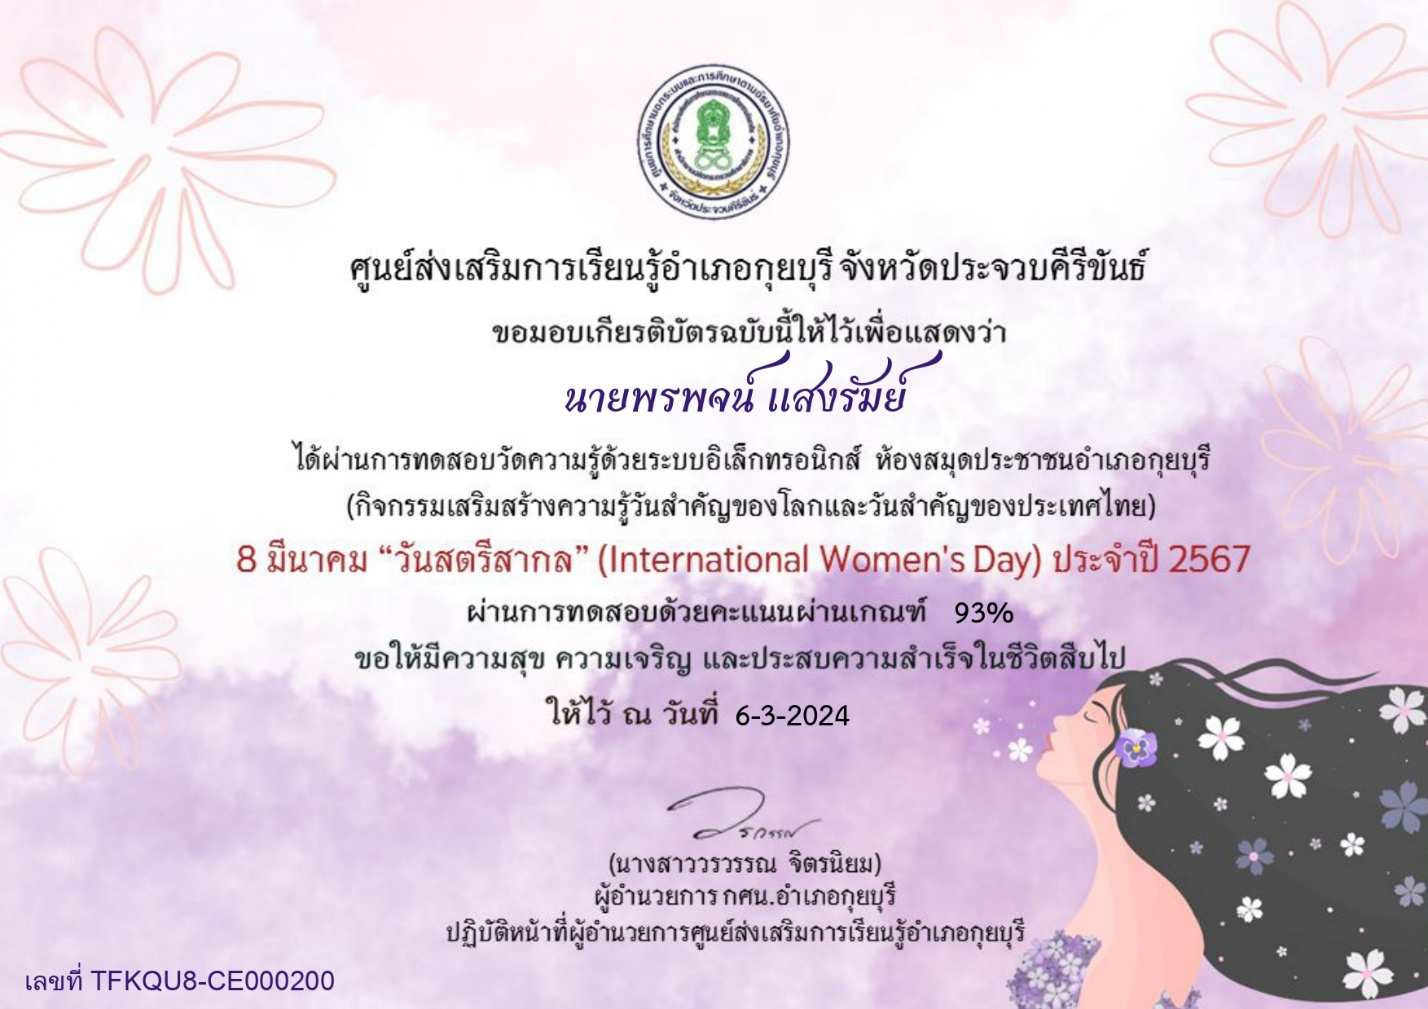 ศูนย์ส่งเสริมการเรียนรู้อำเภอกุยบุรี จังหวัดประจวบคีรีขันธ์
ขอมอบเกียรติบัตรฉบับนี้ให้ไว้เพื่อแสดงว่า
นายพรพจน์ แสงรัมย์
ได้ผ่านการทดสอบวัดความรู้ด้วยระบบอิเล็กทรอนิกส์ ห้องสมุดประชาชนอำเภอกุยบุรี
(กิจกรรมเสริมสร้างความรู้วันสำคัญของโลกและวันสำคัญของประเทศไทย)
8 มีนาคม “วันสตรีสากล” (International Women's Day) ประจำปี 2567
ผ่านการทดสอบด้วยคะแนนผ่านเกณฑ์ 93%
ขอให้มีความสุข ความเจริญ และประสบความสำเร็จในชีวิตสืบไป
ให้ไว้ ณ วันที่ 6-3-2024
(นางสาววรวรรณ จิตรนิยม)
ผู้อำนวยการ กศน.อำเภอกุยบุรี
ปฏิบัติหน้าที่ผู้อำนวยการศูนย์ส่งเสริมการเรียนรู้อำเภอกุยบุรี
เลขที่ TFKQU8-CE000200